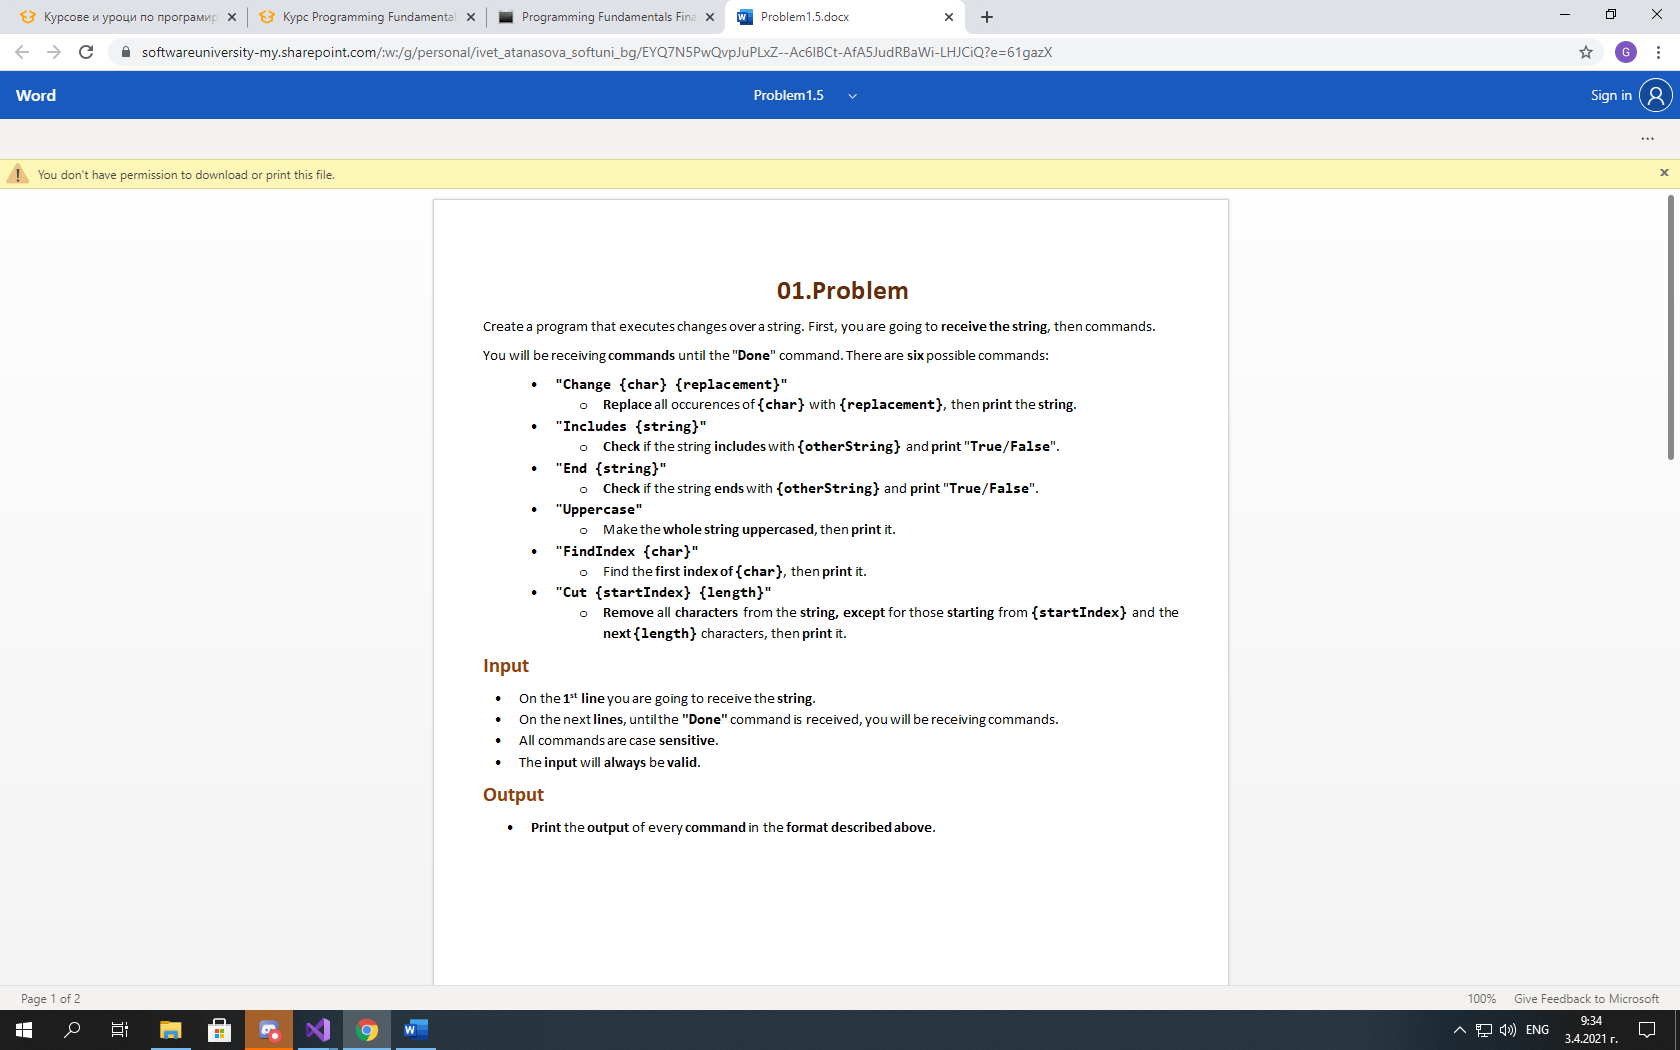 Курсове и уроци по програмир
Курс Programming Fundamental
Programming Fundamentals Fina
Problem1.5.docx
softwareuniversity-my.sharepoint.com/:w:/g/personal/ivet_atanasova_softuni_bg/EYQ7N5PwQvpJuPLxZ--Ac6IBCt-AfA5JudRBaWi-LHJCiQ?e=61gazX
G
Word
Problem1.5
Sign in
You don't have permission to download or print this file.
01.Problem
Create a program that executes changes over a string. First, you are going to receive the string, then commands.
You will be receiving commands until the "Done" command. There are six possible commands:
• "Change {char} {replacement}"
o Replace all occurences of {char} with {replacement}, then print the string.
• "Includes {string}"
o Check if the string includes with {otherString} and print "True/False".
• "End {string}"
o Check if the string ends with {otherString} and print "True/False".
• "Uppercase"
o Make the whole string uppercased, then print it.
• "FindIndex {char}"
o Find the first index of {char}, then print it.
• "Cut {startIndex} {length}"
o Remove all characters from the string, except for those starting from {startIndex} and the
next {length} characters, then print it.
Input
• On the 1st line you are going to receive the string.
• On the next lines, until the "Done" command is received, you will be receiving commands.
• All commands are case sensitive.
• The input will always be valid.
Output
• Print the output of every command in the format described above.
Page 1 of 2
100%
Give Feedback to Microsoft
ЕНГ
9:34
3.4.2021 г.